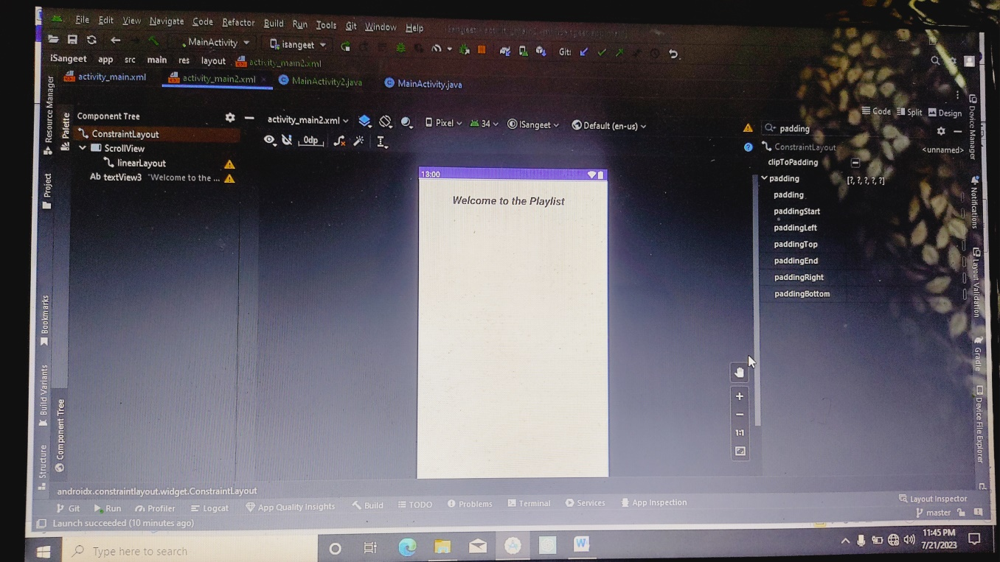 File Edit View Navigate Code Refactor Build Run Tools Git Window Help
MainActivity isangeet Git:
iSangeet app src main res layout activity_main2.xml
activity_main.xml activity_main2.xml MainActivity2.java MainActivity.java
Resource Manager
Project
Bookmarks
Build Variants
Structure
Palette
Component Tree
Component Tree
ConstraintLayout
ScrollView
linearLayout
Ab textView3 "Welcome to the ...
activity_main2.xml Pixel 34 ISangeet Default (en-us)
0dp
13:00
Welcome to the Playlist
1:1
Code Split Design
padding
ConstraintLayout <unnamed>
clipToPadding
padding [?, ?, ?, ?, ?]
padding
paddingStart
paddingLeft
paddingTop
paddingEnd
paddingRight
paddingBottom
Device Manager
Notifications
Layout Validation
Gradle
Device File Explorer
androidx.constraintlayout.widget.ConstraintLayout
Git Run Profiler Logcat App Quality Insights Build TODO Problems Terminal Services App Inspection Layout Inspector
Launch succeeded (10 minutes ago) master
Type here to search
11:45 PM
7/21/2023